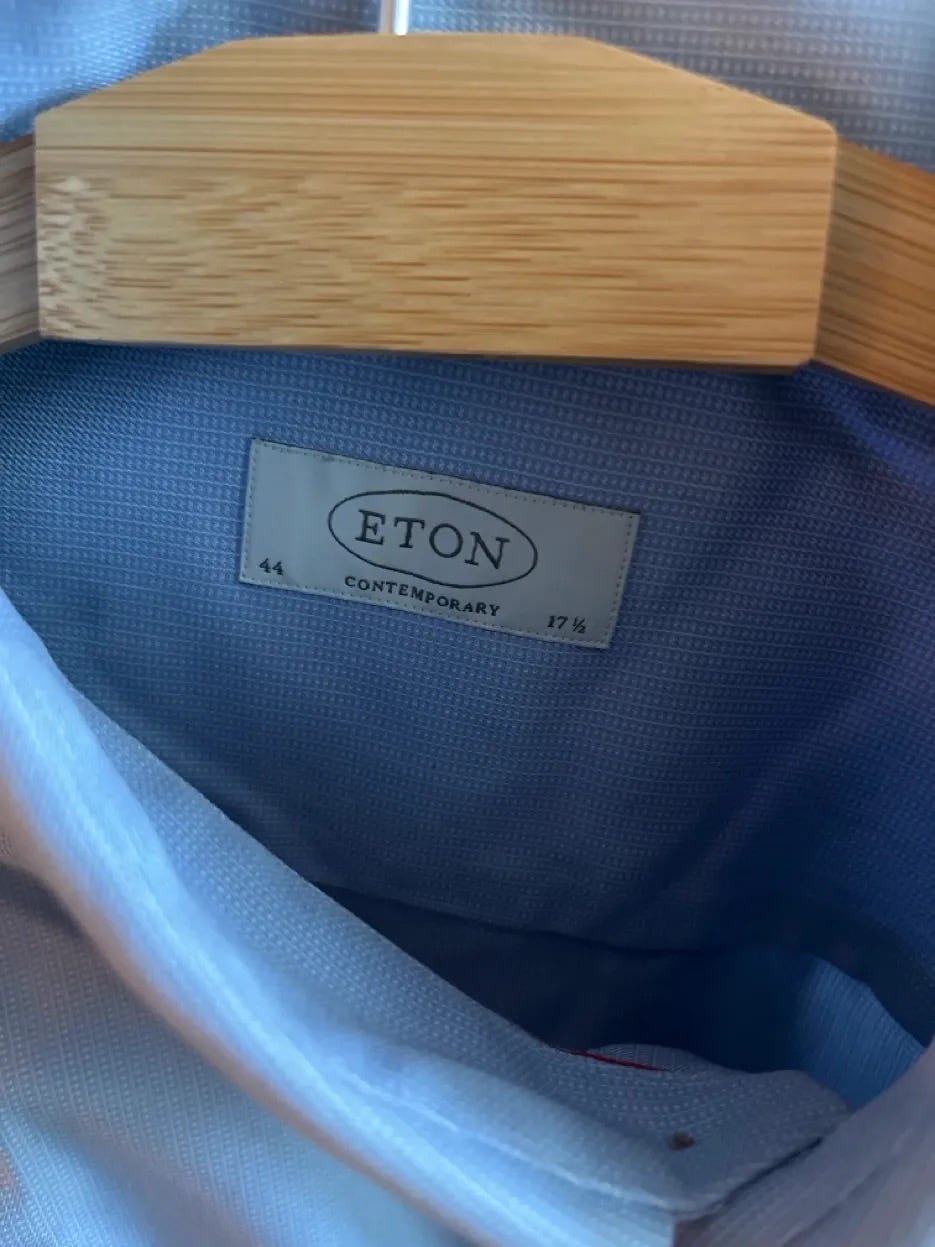 ETON
CONTEMPORARY
44
17 ½